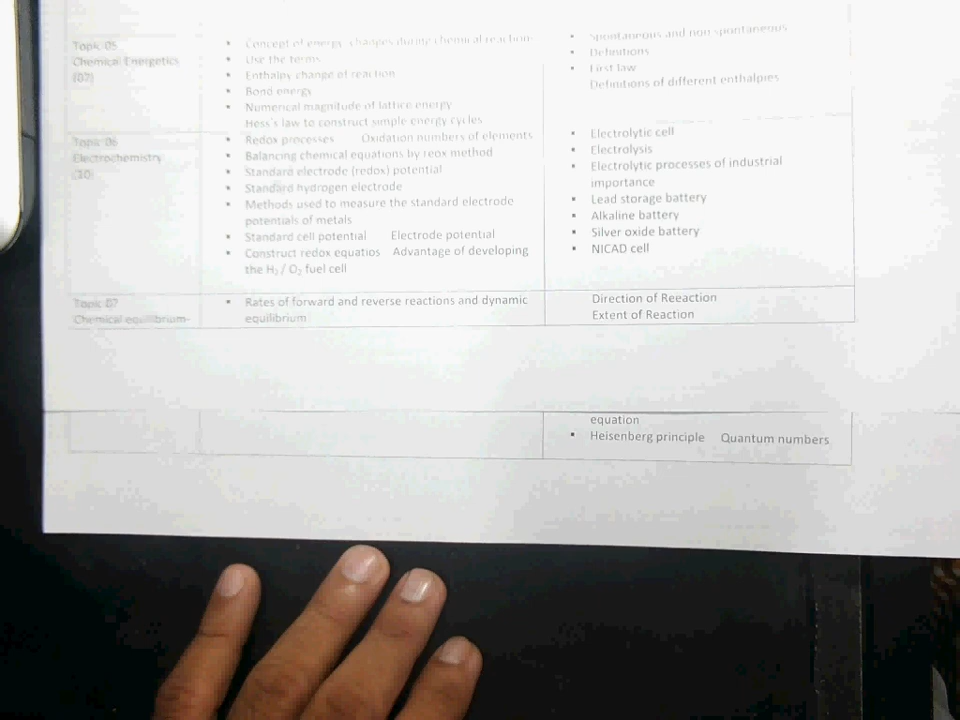 Topic 05
Chemical Energetics
(07)
Concept of energy changes during chemical reaction
Use the terms
Enthalpy change of reaction
Bond energy
Numerical magnitude of lattice energy
Hess's law to construct simple energy cycles
Spontaneous and non spontaneous
Definitions
First law
Definitions of different enthalpies
Topic 06
Electrochemistry
(10)
Redox processes Oxidation numbers of elements
Balancing chemical equations by reox method
Standard electrode (redox) potential
Standard hydrogen electrode
Methods used to measure the standard electrode
potentials of metals
Standard cell potential Electrode potential
Construct redox equatios Advantage of developing
the H₂ / O₂ fuel cell
Electrolytic cell
Electrolysis
Electrolytic processes of industrial
importance
Lead storage battery
Alkaline battery
Silver oxide battery
NICAD cell
Topic 07
Chemical equilibrium-
Rates of forward and reverse reactions and dynamic
equilibrium
Direction of Reeaction
Extent of Reaction
equation
Heisenberg principle Quantum numbers